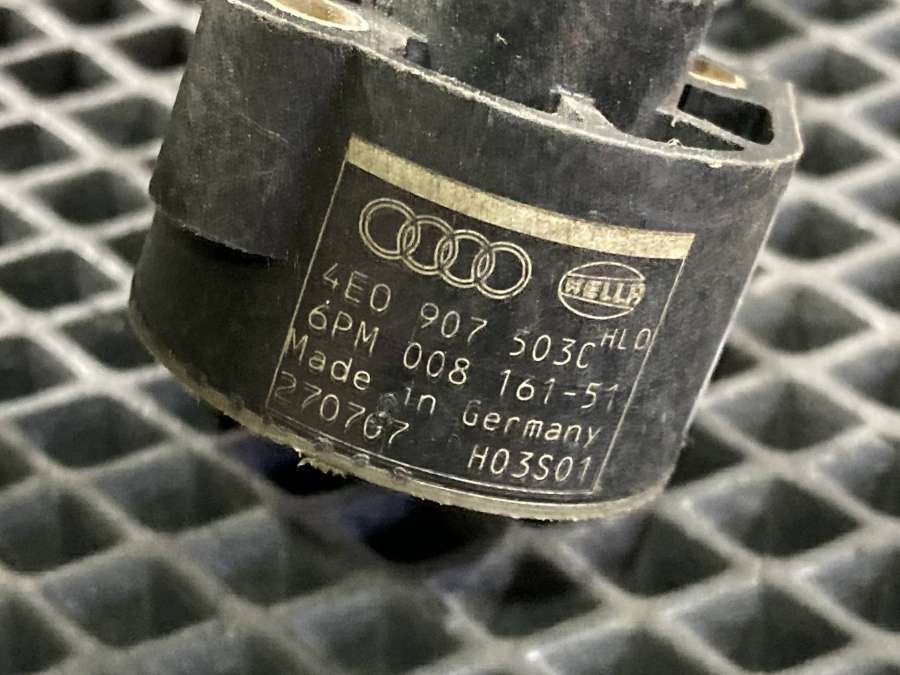 HELLA
4E0 907 503C HLO
6PM 008 161-51
Made in Germany
270707
H03S01